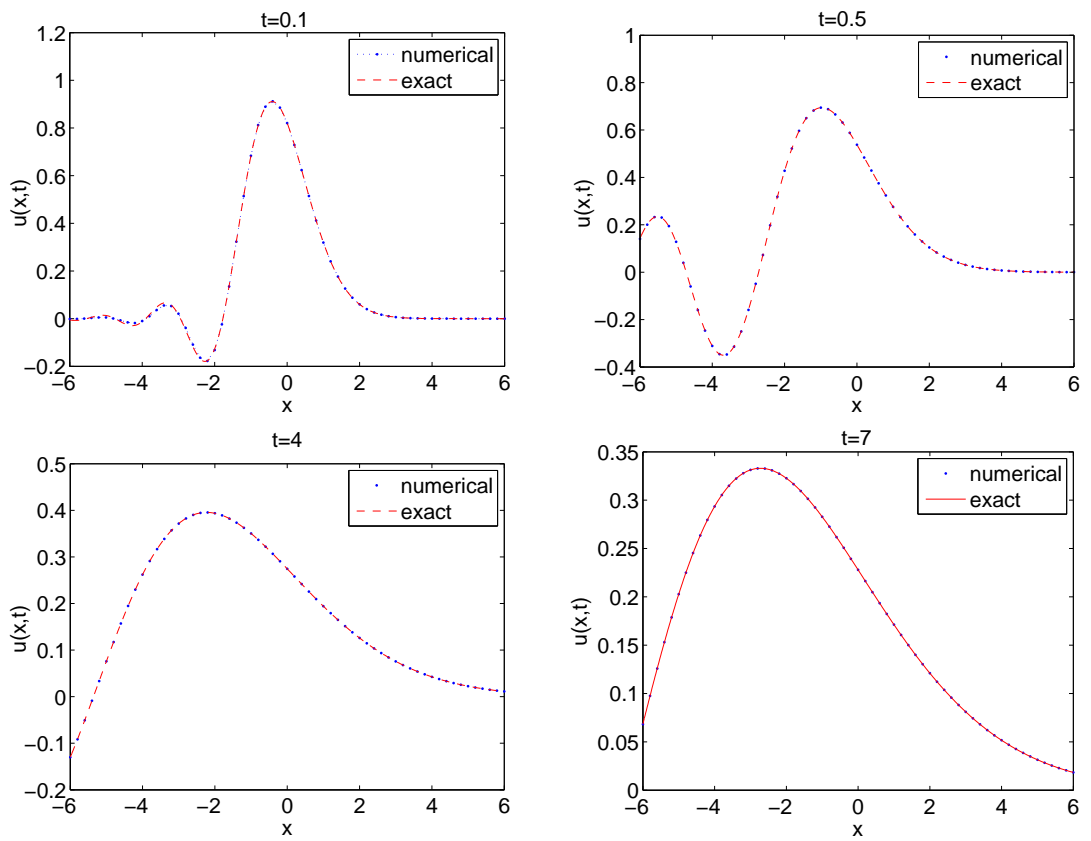 t=0.1
1.2
1
0.8
0.6
0.4
0.2
0
−0.2
−6 −4 −2 0 2 4 6
x
u(x,t)
numerical
exact
t=0.5
1
0.8
0.6
0.4
0.2
0
−0.2
−0.4
−6 −4 −2 0 2 4 6
x
u(x,t)
numerical
exact
t=4
0.5
0.4
0.3
0.2
0.1
0
−0.1
−0.2
−6 −4 −2 0 2 4 6
x
u(x,t)
numerical
exact
t=7
0.35
0.3
0.25
0.2
0.15
0.1
0.05
0
−6 −4 −2 0 2 4 6
x
u(x,t)
numerical
exact